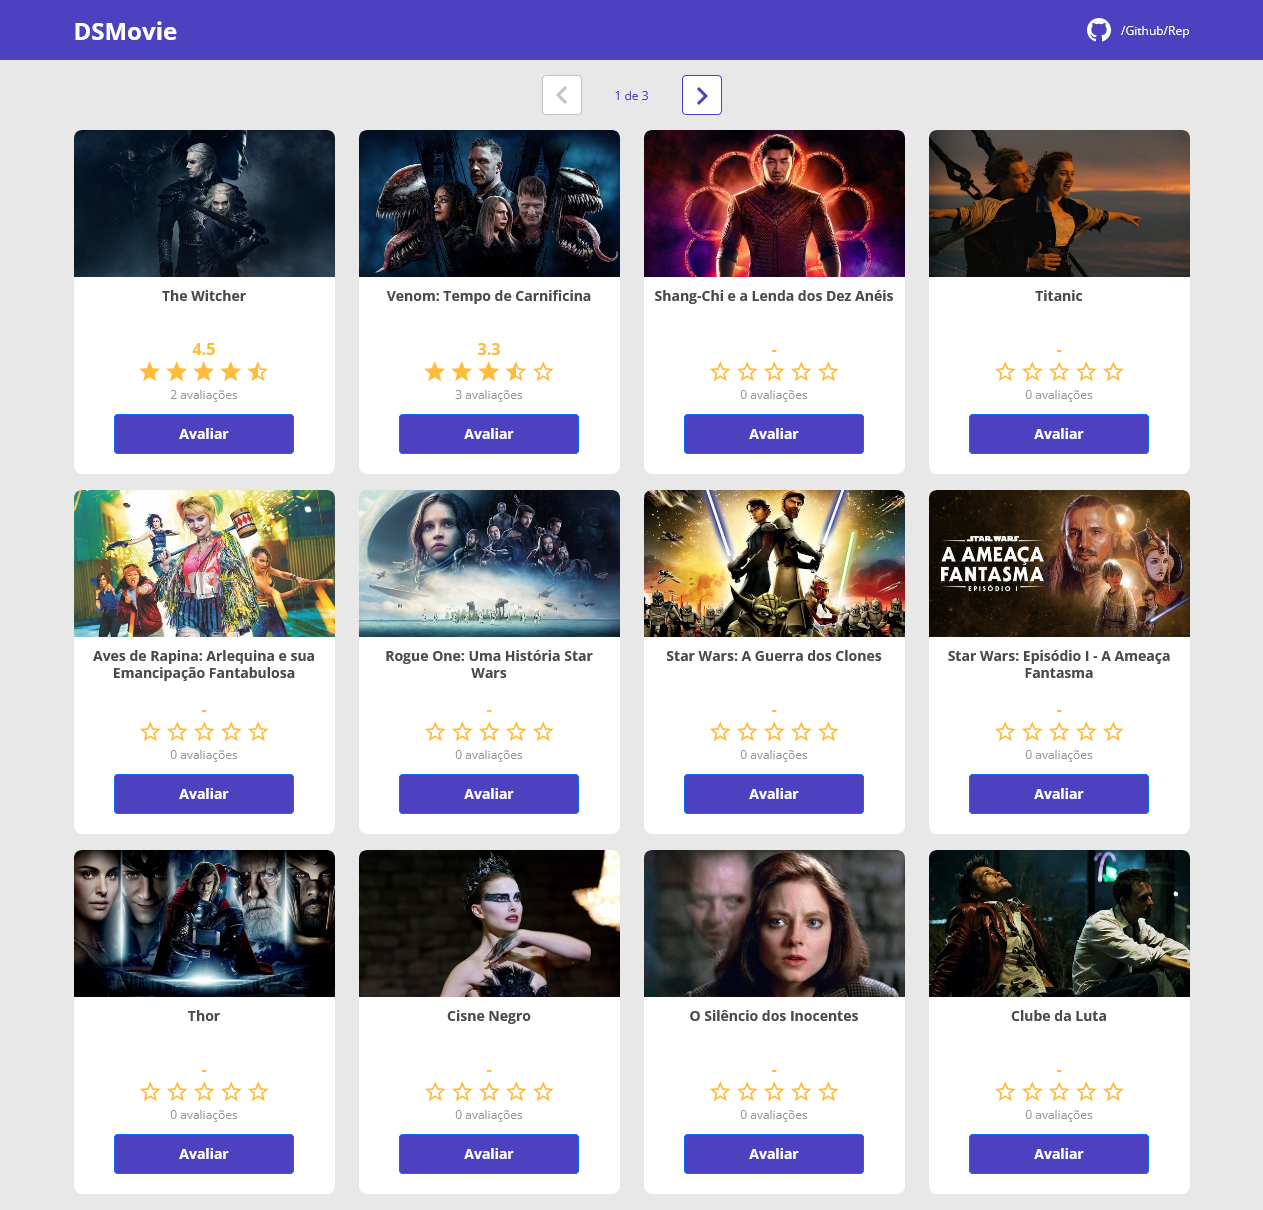 DSMovie
/Github/Rep
1 de 3
The Witcher
4.5
2 avaliações
Avaliar
Venom: Tempo de Carnificina
3.3
3 avaliações
Avaliar
Shang-Chi e a Lenda dos Dez Anéis
-
0 avaliações
Avaliar
Titanic
-
0 avaliações
Avaliar
Aves de Rapina: Arlequina e sua
Emancipação Fantabulosa
-
0 avaliações
Avaliar
Rogue One: Uma História Star
Wars
-
0 avaliações
Avaliar
Star Wars: A Guerra dos Clones
-
0 avaliações
Avaliar
STAR WARS
A AMEAÇA
FANTASMA
EPISÓDIO I
Star Wars: Episódio I - A Ameaça
Fantasma
-
0 avaliações
Avaliar
Thor
-
0 avaliações
Avaliar
Cisne Negro
-
0 avaliações
Avaliar
O Silêncio dos Inocentes
-
0 avaliações
Avaliar
Clube da Luta
-
0 avaliações
Avaliar